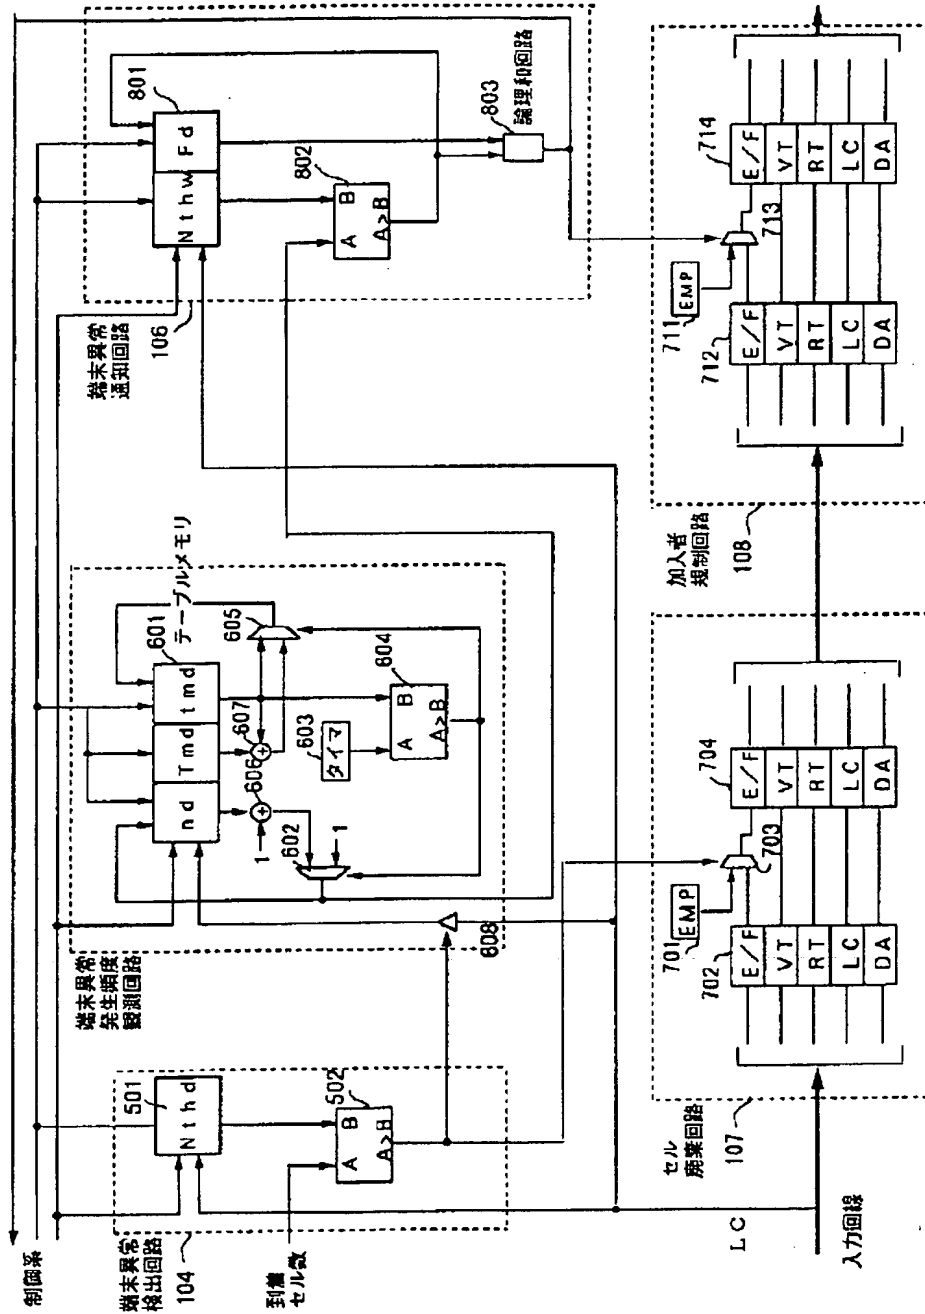 制御系
端末異常
検出回路
104
501
Nthd
502
A
B
A>B
到着
セル数
端末異常
発生頻度
観測回路
テーブルメモリ
601
nd
Tmd
tmd
606
607
605
1
602
1
603
タイマ
604
A
B
A>B
608
端末異常
通知回路
106
801
Nthw
Fd
802
A
B
A>B
803
論理和回路
LC
入力回線
セル
廃棄回路
107
701
EMP
702
E/F
VT
RT
LC
DA
703
704
E/F
VT
RT
LC
DA
加入者
規制回路
108
711
EMP
712
E/F
VT
RT
LC
DA
713
714
E/F
VT
RT
LC
DA